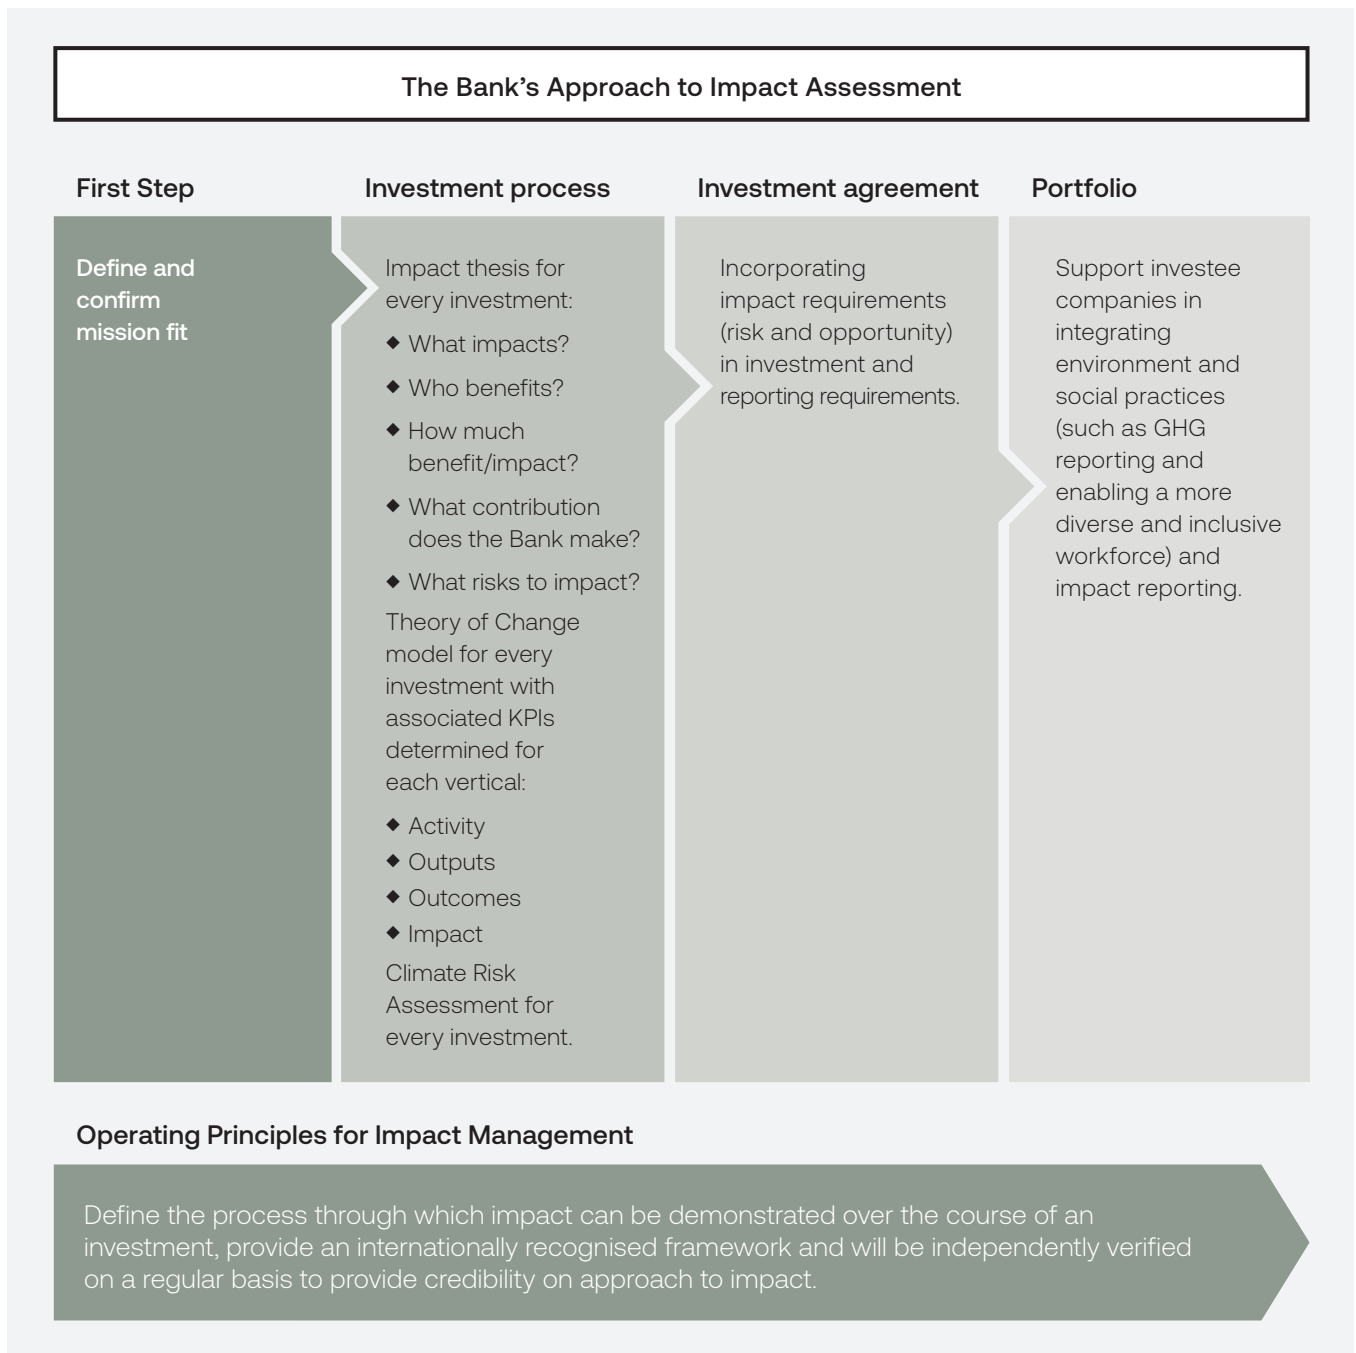 The Bank’s Approach to Impact Assessment
First Step
Define and
confirm
mission fit
Investment process
Impact thesis for
every investment:
◆ What impacts?
◆ Who benefits?
◆ How much
benefit/impact?
◆ What contribution
does the Bank make?
◆ What risks to impact?
Theory of Change
model for every
investment with
associated KPIs
determined for
each vertical:
◆ Activity
◆ Outputs
◆ Outcomes
◆ Impact
Climate Risk
Assessment for
every investment.
Investment agreement
Incorporating
impact requirements
(risk and opportunity)
in investment and
reporting requirements.
Portfolio
Support investee
companies in
integrating
environment and
social practices
(such as GHG
reporting and
enabling a more
diverse and inclusive
workforce) and
impact reporting.
Operating Principles for Impact Management
Define the process through which impact can be demonstrated over the course of an
investment, provide an internationally recognised framework and will be independently verified
on a regular basis to provide credibility on approach to impact.